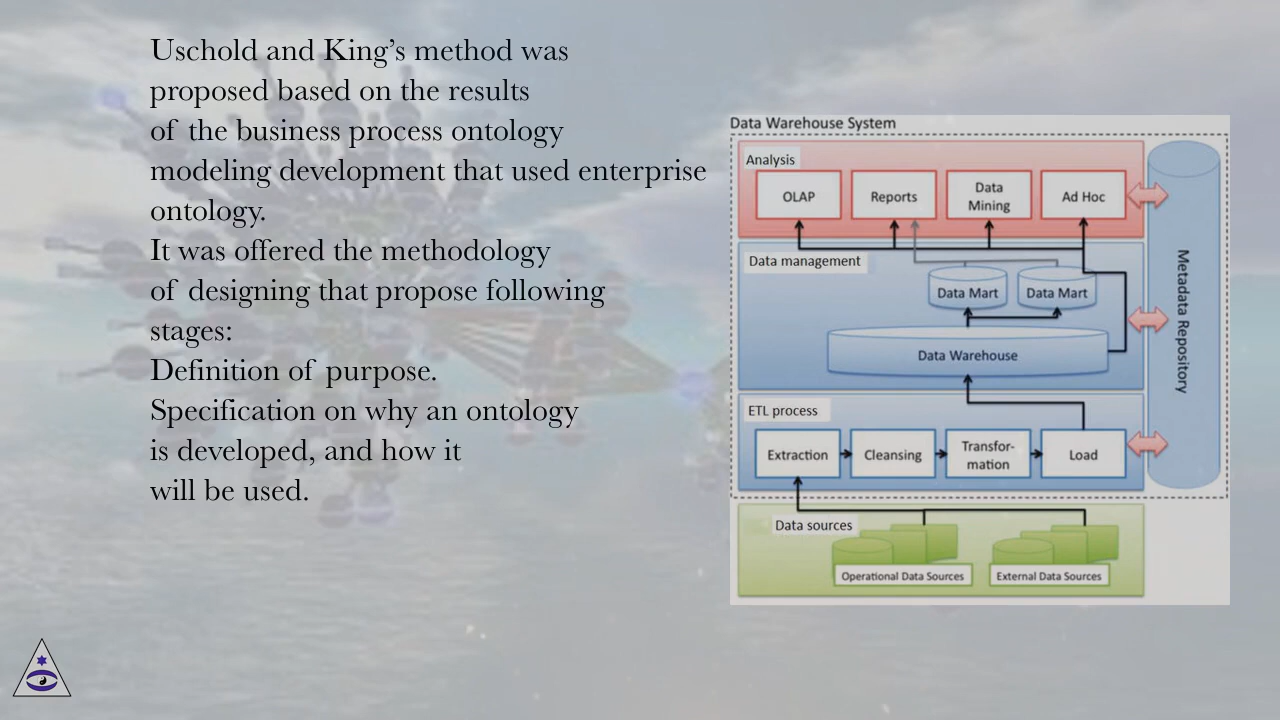 Uschold and King’s method was
proposed based on the results
of the business process ontology
modeling development that used enterprise
ontology.
It was offered the methodology
of designing that propose following
stages:
Definition of purpose.
Specification on why an ontology
is developed, and how it
will be used.
Data Warehouse System
Analysis
OLAP
Reports
Data
Mining
Ad Hoc
Data management
Data Mart
Data Mart
Data Warehouse
ETL process
Extraction
Cleansing
Transfor-
mation
Load
Metadata Repository
Data sources
Operational Data Sources
External Data Sources